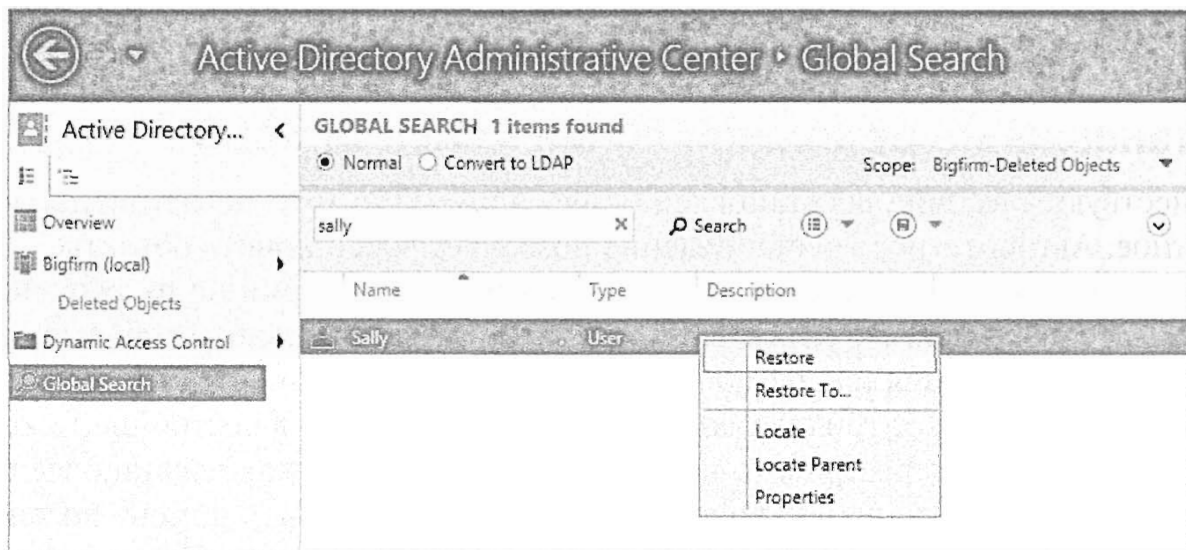 Active Directory Administrative Center ‣ Global Search
Active Directory... <
GLOBAL SEARCH 1 items found
Normal Convert to LDAP
Scope: Bigfirm-Deleted Objects
Overview
Bigfirm (local)
Deleted Objects
Dynamic Access Control
Global Search
sally
Search
Name Type Description
Sally User
Restore
Restore To...
Locate
Locate Parent
Properties